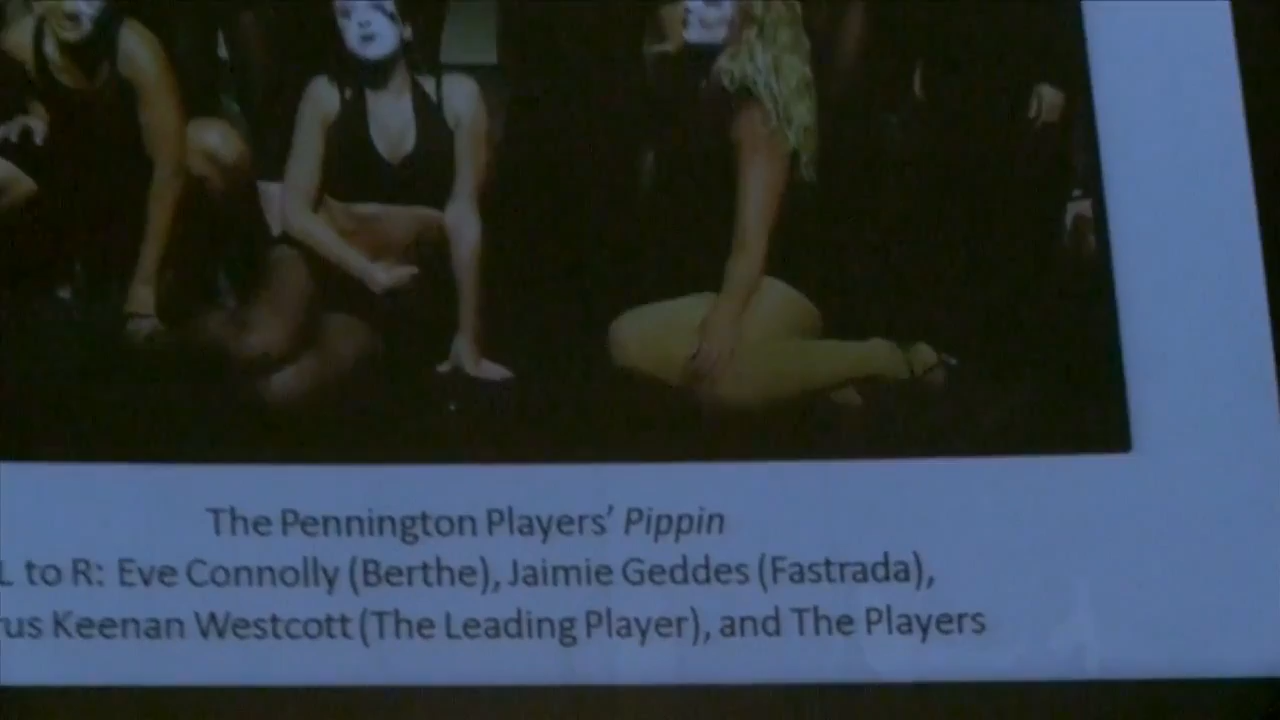 The Pennington Players' Pippin
L to R: Eve Connolly (Berthe), Jaimie Geddes (Fastrada),
rus Keenan Westcott (The Leading Player), and The Players